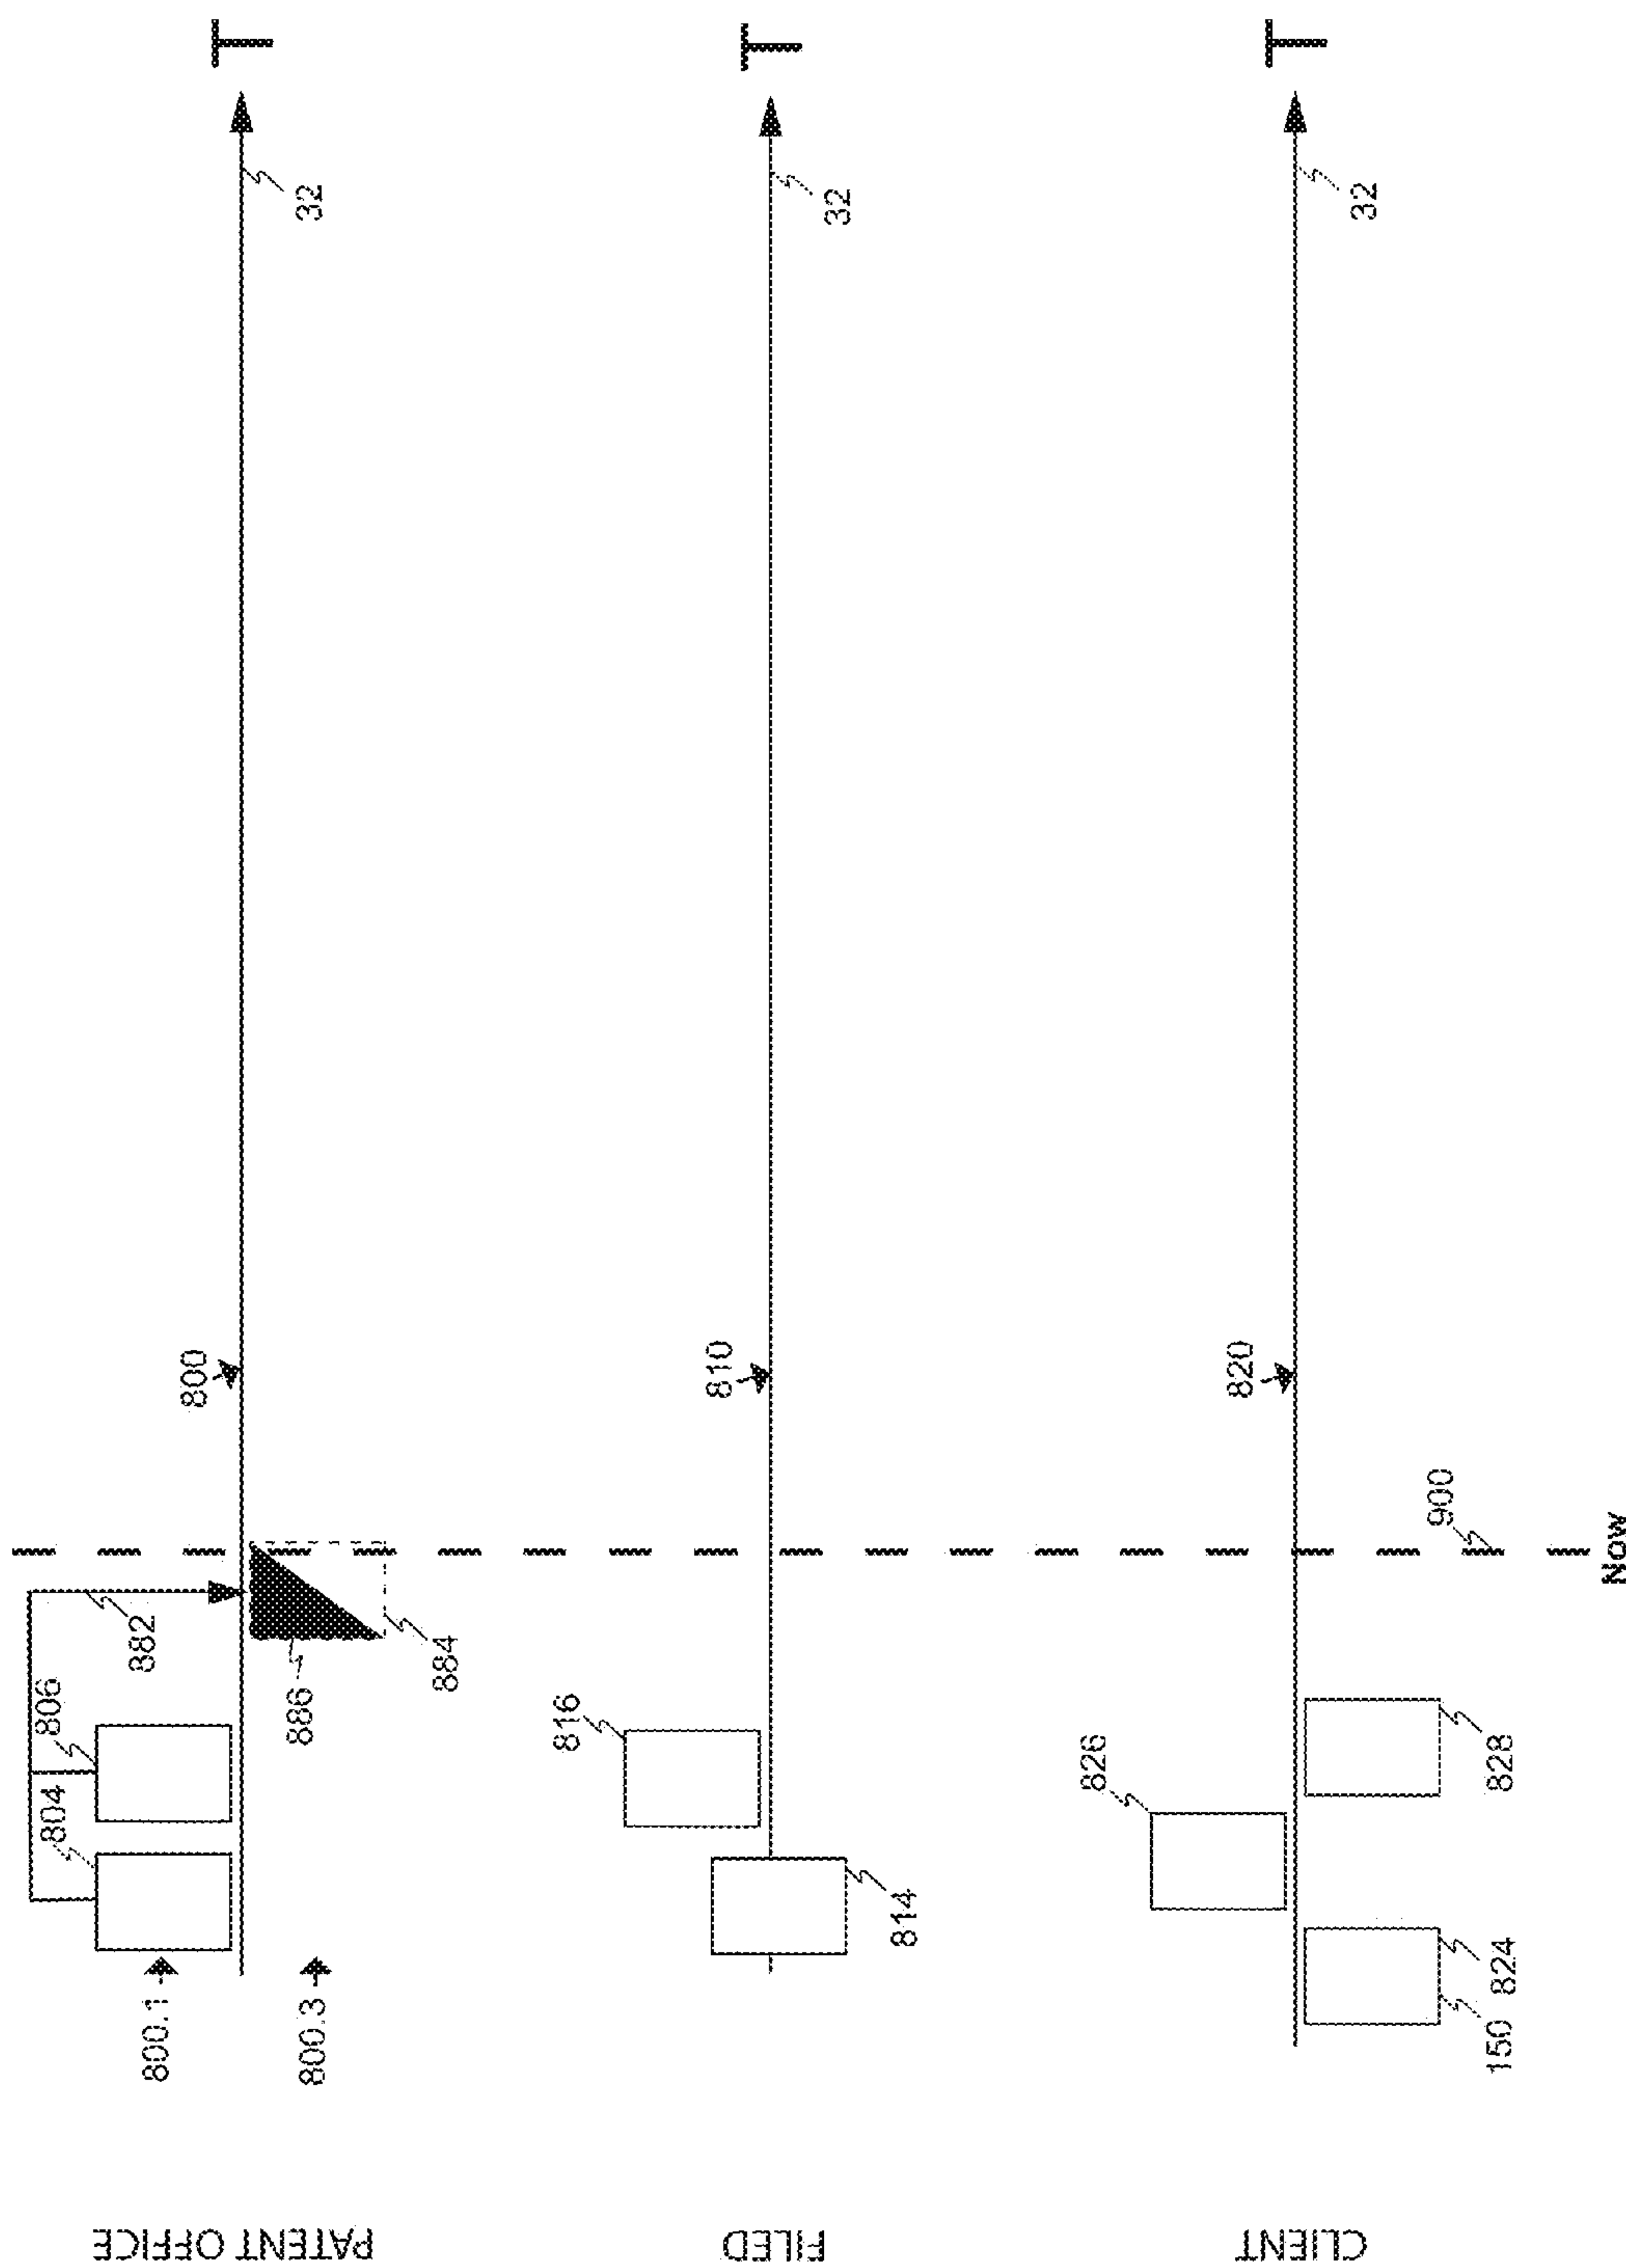 PATENT OFFICE
800.1
800.3
804
806
882
886
884
800
32
T
FILED
816
814
810
32
T
CLIENT
826
150
824
828
820
900
32
T
NOW